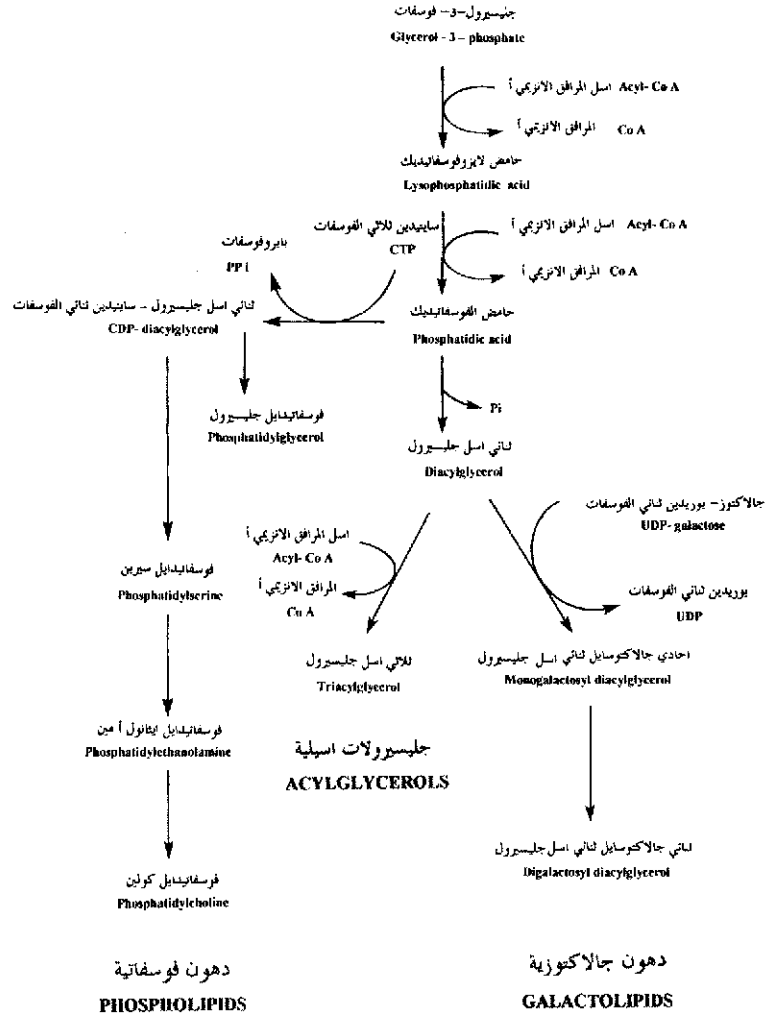 جليسيرول-3- فوسفات
Glycerol - 3 - phosphate
اسل المرافق الانزيمي أ Acyl- Co A
المرافق الانزيمي أ Co A
حامض لايزوفوسفاتيديك
Lysophosphatidic acid
سايتيدين ثلاثي الفوسفات
CTP
اسل المرافق الانزيمي أ Acyl- Co A
المرافق الانزيمي أ Co A
بايروفوسفات
PP i
ثنائي اسل جليسيرول - سايتيدين ثنائي الفوسفات
CDP- diacylglycerol
حامض الفوسفاتيديك
Phosphatidic acid
Pi
فوسفاتيدايل جليسيرول
Phosphatidylglycerol
ثنائي اسل جليسيرول
Diacylglycerol
جالاكتوز- يوريدين ثنائي الفوسفات
UDP- galactose
اسل المرافق الانزيمي أ
Acyl- Co A
المرافق الانزيمي أ
Co A
فوسفاتيدايل سيرين
Phosphatidylserine
يوريدين ثنائي الفوسفات
UDP
ثلاثي اسل جليسيرول
Triacylglycerol
احادي جالاكتوسايل ثنائي اسل جليسيرول
Monogalactosyl diacylglycerol
فوسفاتيدايل ايثانول أ مين
Phosphatidylethanolamine
جليسيرولات اسيلية
ACYLGLYCEROLS
ثنائي جالاكتوسايل ثنائي اسل جليسيرول
Digalactosyl diacylglycerol
فوسفاتيدايل كولين
Phosphatidylcholine
دهون فوسفاتية
PHOSPHOLIPIDS
دهون جالاكتوزية
GALACTOLIPIDS